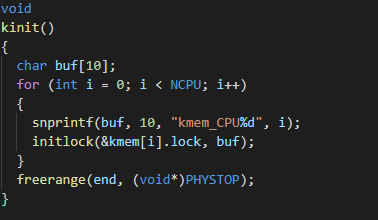 void
kinit()
{
  char buf[10];
  for (int i = 0; i < NCPU; i++)
  {
    snprintf(buf, 10, "kmem_CPU%d", i);
    initlock(&kmem[i].lock, buf);
  }
  freerange(end, (void*)PHYSTOP);
}